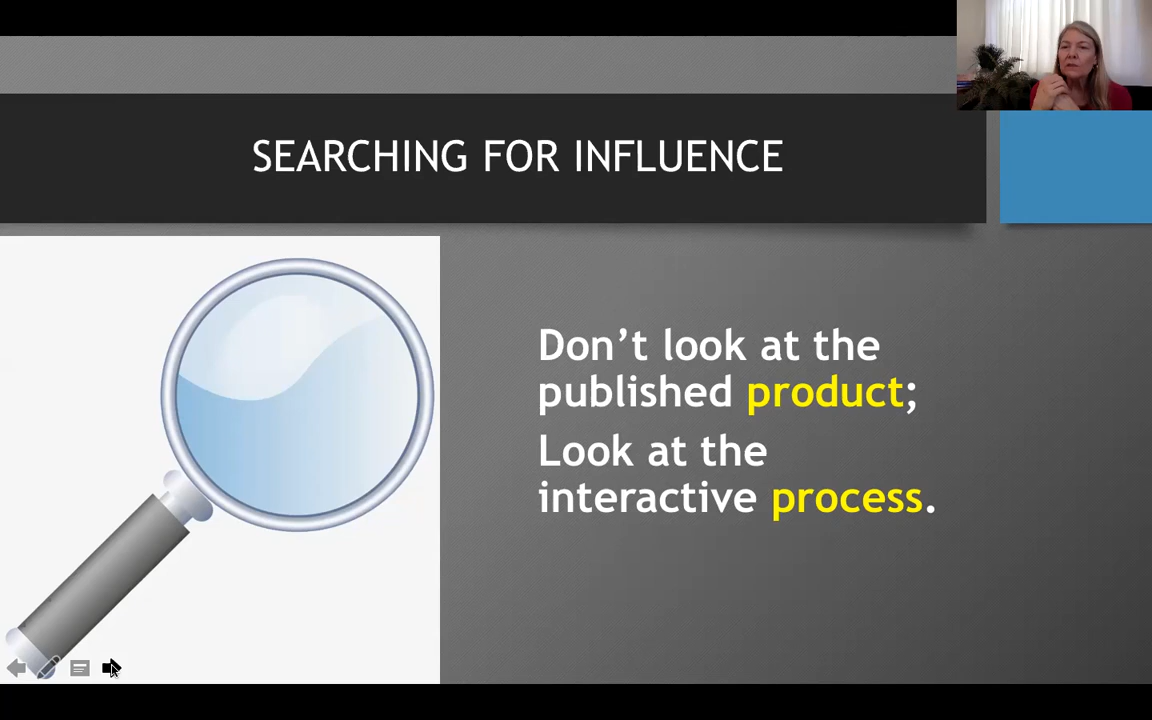 SEARCHING FOR INFLUENCE
Don’t look at the
published product;
Look at the
interactive process.